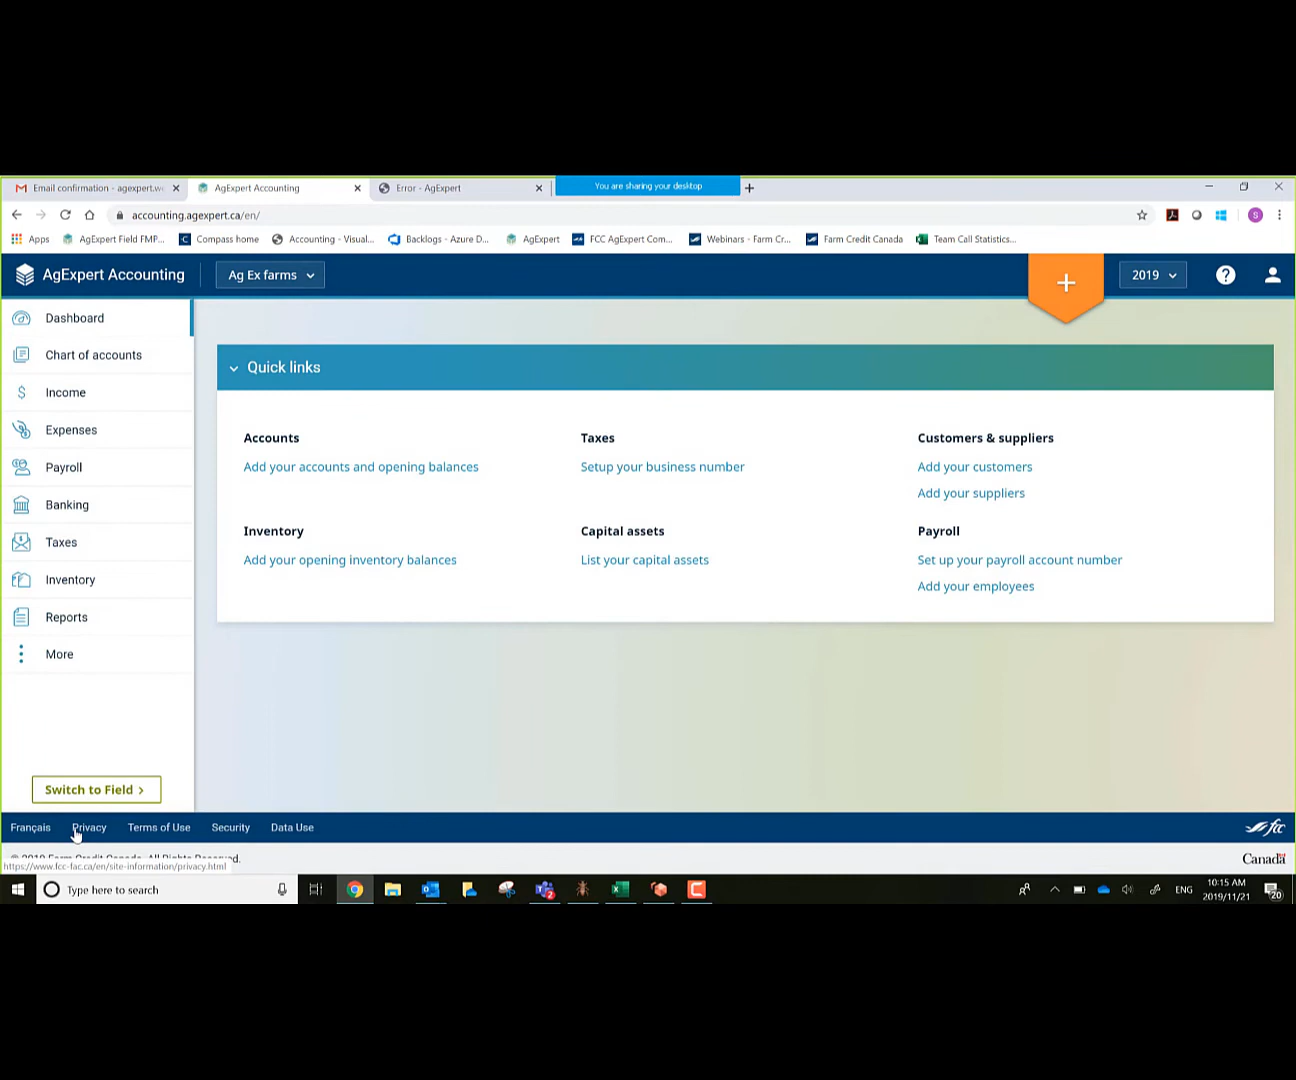 Email confirmation - agexpert.w
AgExpert Accounting
Error - AgExpert
You are sharing your desktop
accounting.agexpert.ca/en/
S
Apps
AgExpert Field FMP...
Compass home
Accounting - Visual...
Backlogs - Azure D...
AgExpert
FCC AgExpert Com...
Webinars - Farm Cr...
Farm Credit Canada
Team Call Statistics...
AgExpert Accounting
Ag Ex farms
+
2019
?
Dashboard
Chart of accounts
Income
Expenses
Payroll
Banking
Taxes
Inventory
Reports
More
Quick links
Accounts
Add your accounts and opening balances
Taxes
Setup your business number
Customers & suppliers
Add your customers
Add your suppliers
Inventory
Add your opening inventory balances
Capital assets
List your capital assets
Payroll
Set up your payroll account number
Add your employees
Switch to Field >
Français
Privacy
Terms of Use
Security
Data Use
fcc
© 2019 Farm Credit Canada. All Rights Reserved.
Canada
https://www.fcc-fac.ca/en/site-information/privacy.html
Type here to search
2
ENG
10:15 AM
2019/11/21
20